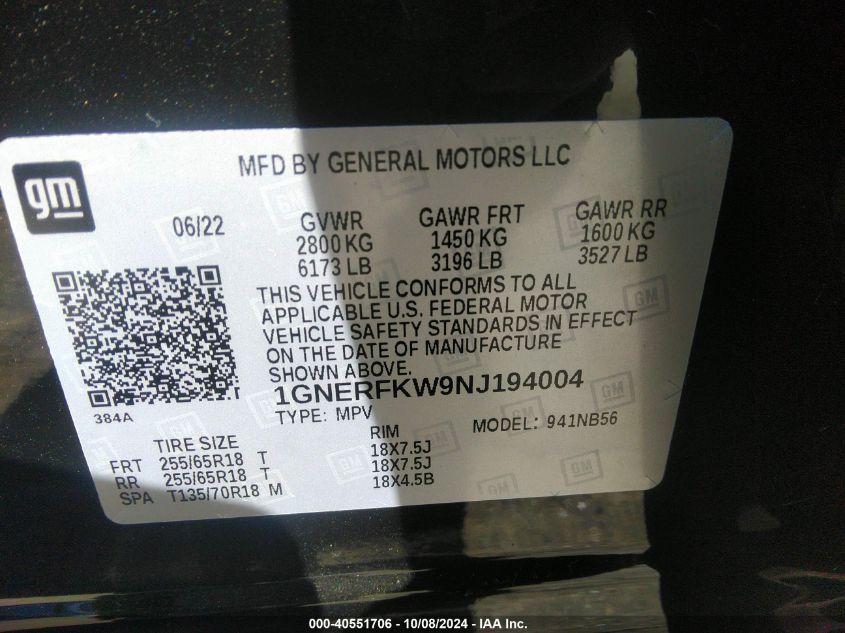 MFD BY GENERAL MOTORS LLC
gm
06/22
GVWR GAWR FRT GAWR RR
2800 KG 1450 KG 1600 KG
6173 LB 3196 LB 3527 LB
THIS VEHICLE CONFORMS TO ALL
APPLICABLE U.S. FEDERAL MOTOR
VEHICLE SAFETY STANDARDS IN EFFECT
ON THE DATE OF MANUFACTURE
SHOWN ABOVE.
1GNERFKW9NJ194004
384A
TYPE: MPV MODEL: 941NB56
TIRE SIZE RIM
FRT 255/65R18 T 18X7.5J
RR 255/65R18 T 18X7.5J
SPA T135/70R18 M 18X4.5B
000-40551706 - 10/08/2024 - IAA Inc.